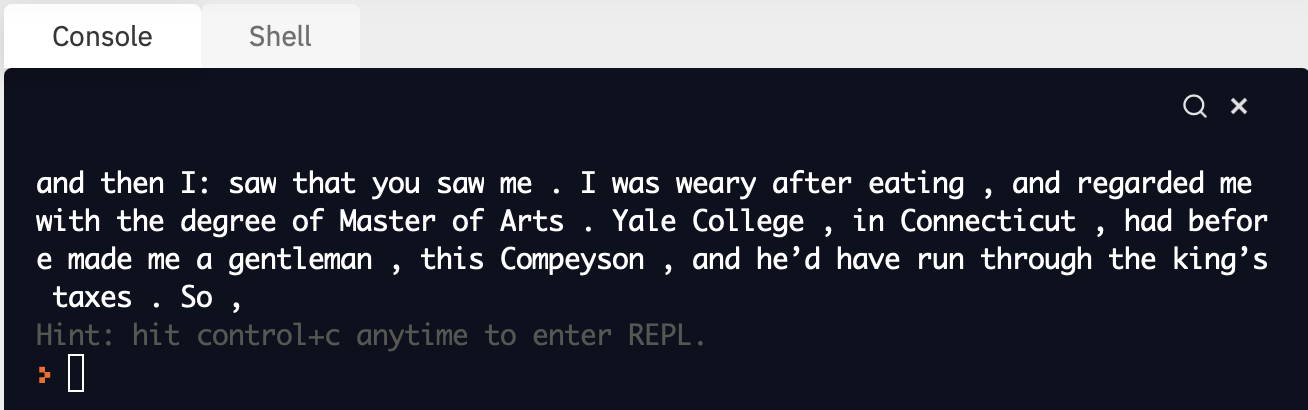 Console Shell
and then I: saw that you saw me . I was weary after eating , and regarded me
with the degree of Master of Arts . Yale College , in Connecticut , had befor
e made me a gentleman , this Compeyson , and he’d have run through the king’s
 taxes . So ,
Hint: hit control+c anytime to enter REPL.